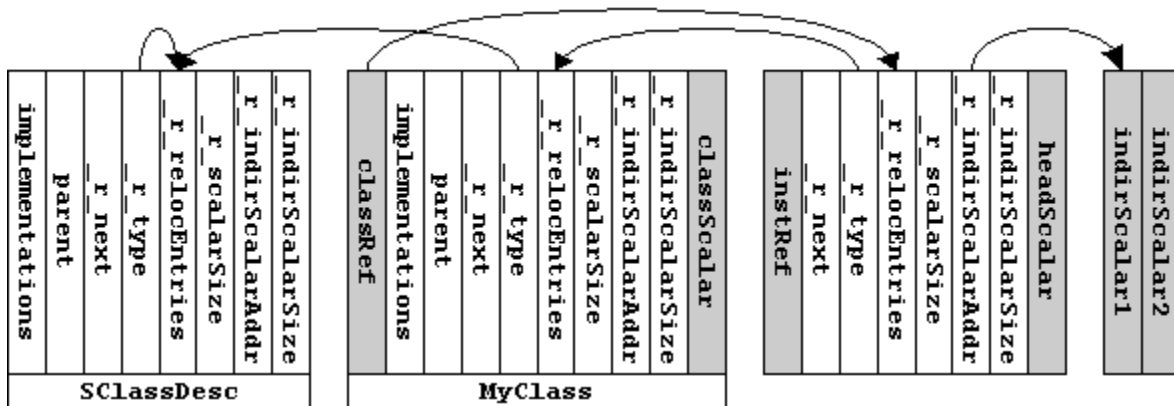 implementations
parent
_r_next
_r_type
_r_relocEntries
_r_scalarSize
_r_indirScalarAddr
_r_indirScalarSize
SClassDesc
classRef
implementations
parent
_r_next
_r_type
_r_relocEntries
_r_scalarSize
_r_indirScalarAddr
_r_indirScalarSize
classScalar
MyClass
instRef
_r_next
_r_type
_r_relocEntries
_r_scalarSize
_r_indirScalarAddr
_r_indirScalarSize
headScalar
indirScalar1
indirScalar2